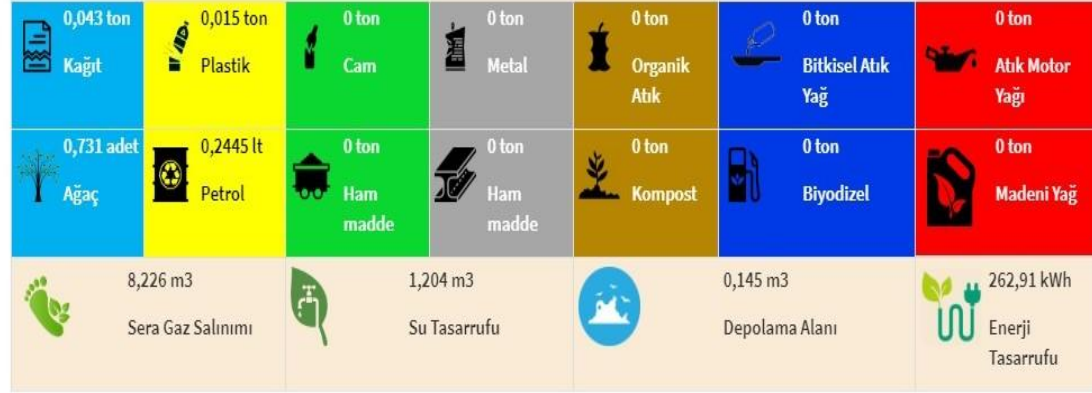 0,043 ton
Kağıt
0,015 ton
Plastik
0 ton
Cam
0 ton
Metal
0 ton
Organik
Atık
0 ton
Bitkisel Atık
Yağ
0 ton
Atık Motor
Yağı
0,731 adet
Ağaç
0,2445 lt
Petrol
0 ton
Ham
madde
0 ton
Ham
madde
0 ton
Kompost
0 ton
Biyodizel
0 ton
Madeni Yağ
8,226 m3
Sera Gaz Salınımı
1,204 m3
Su Tasarrufu
0,145 m3
Depolama Alanı
262,91 kWh
Enerji
Tasarrufu